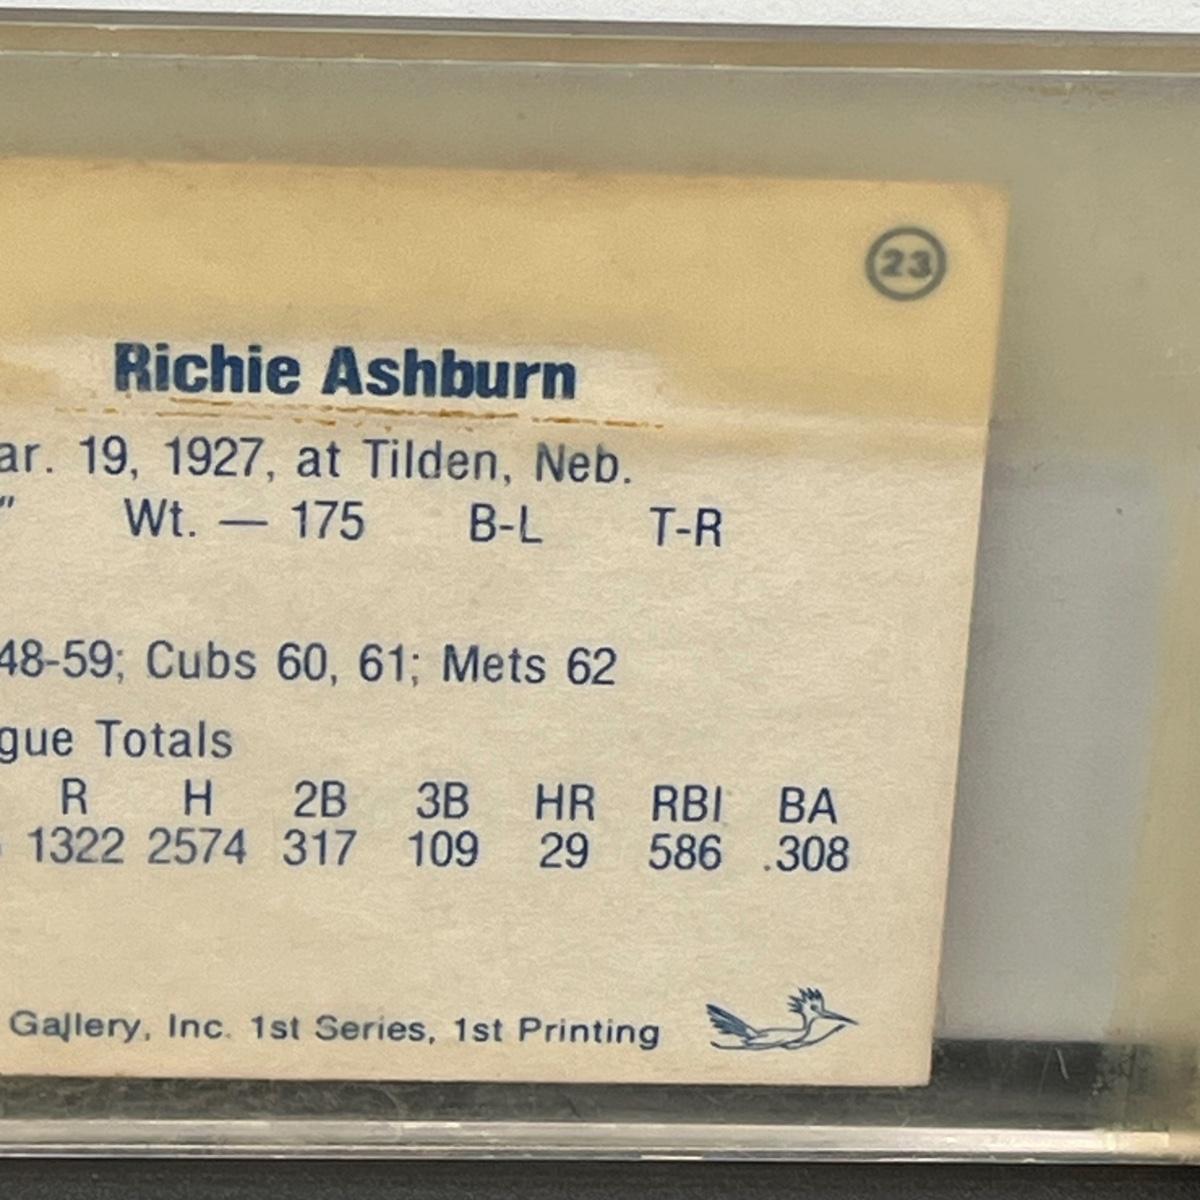 23
Richie Ashburn
ar. 19, 1927, at Tilden, Neb.
" Wt. — 175 B-L T-R
48-59; Cubs 60, 61; Mets 62
gue Totals
R H 2B 3B HR RBI BA
1322 2574 317 109 29 586 .308
Gallery, Inc. 1st Series, 1st Printing